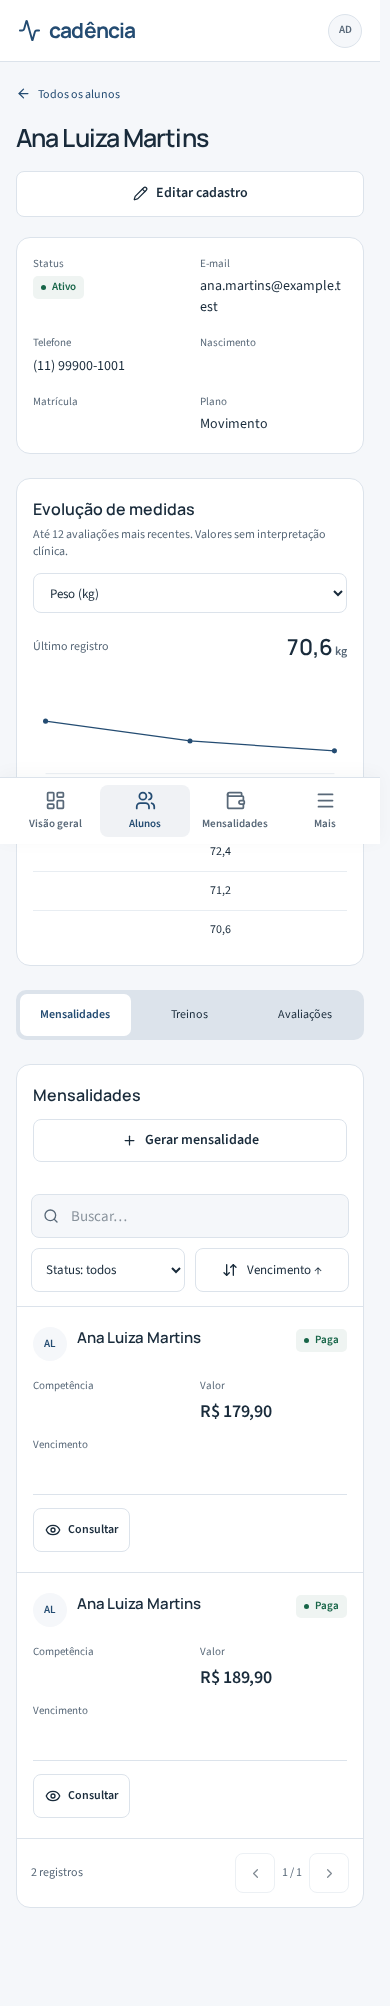 cadência
AD
Todos os alunos
Ana Luiza Martins
Editar cadastro
Status
E-mail
Ativo
ana.martins@example.t
est
Telefone
Nascimento
(11) 99900-1001
Matrícula
Plano
Movimento
Evolução de medidas
Até 12 avaliações mais recentes. Valores sem interpretação
clínica.
Peso (kg)
Último registro
70,6 kg
Visão geral
Alunos
Mensalidades
Mais
72,4
71,2
70,6
Mensalidades
Treinos
Avaliações
Mensalidades
Gerar mensalidade
Buscar...
Status: todos
Vencimento ↑
AL
Ana Luiza Martins
Paga
Competência
Valor
R$ 179,90
Vencimento
Consultar
AL
Ana Luiza Martins
Paga
Competência
Valor
R$ 189,90
Vencimento
Consultar
2 registros
1 / 1